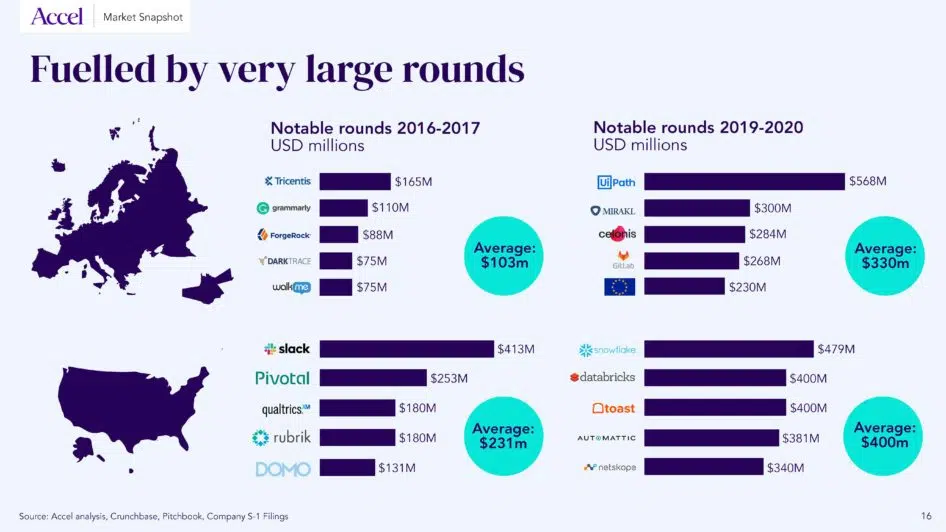 Accel
Market Snapshot
Fuelled by very large rounds
Notable rounds 2016-2017
USD millions
Tricentis $165M
grammarly $110M
ForgeRock $88M
DARKTRACE $75M
walkme $75M
Average:
$103m
Notable rounds 2019-2020
USD millions
UiPath $568M
MIRAKL $300M
celonis $284M
GitLab $268M
$230M
Average:
$330m
slack $413M
Pivotal $253M
qualtrics.XM $180M
rubrik $180M
DOMO $131M
Average:
$231m
snowflake $479M
databricks $400M
toast $400M
AUTOMATTIC $381M
netskope $340M
Average:
$400m
Source: Accel analysis, Crunchbase, Pitchbook, Company S-1 Filings
16